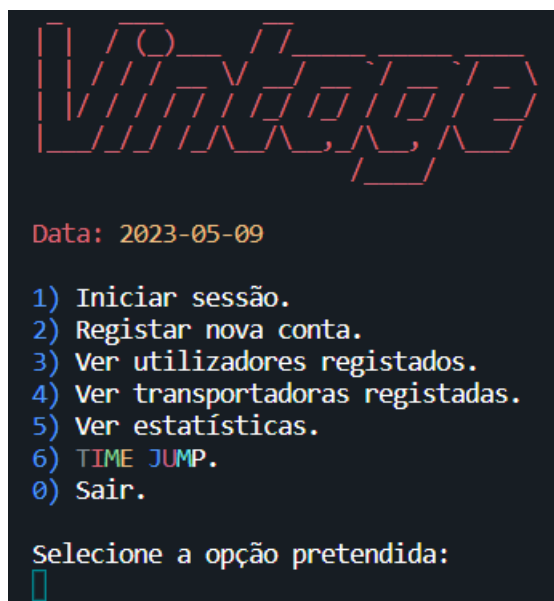 Vintage
Data: 2023-05-09
1) Iniciar sessão.
2) Registar nova conta.
3) Ver utilizadores registados.
4) Ver transportadoras registadas.
5) Ver estatísticas.
6) TIME JUMP.
0) Sair.
Selecione a opção pretendida: